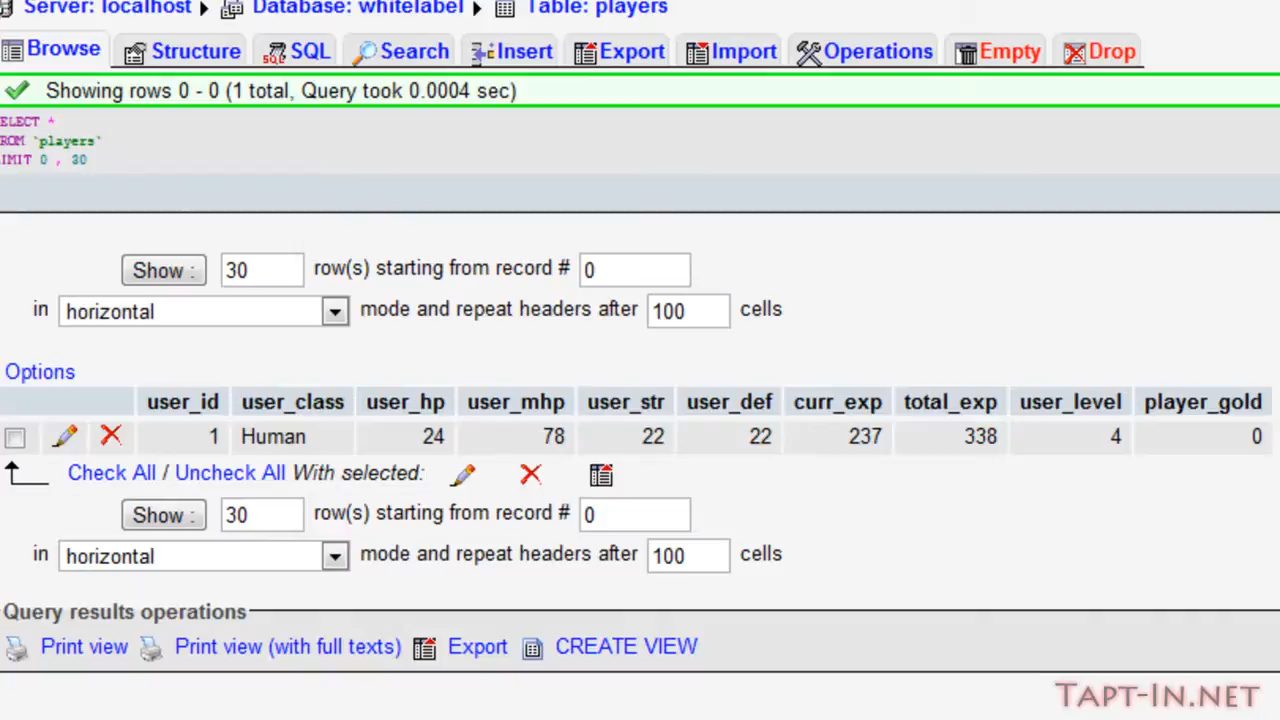 Server: localhost Database: whitelabel Table: players
Browse Structure SQL Search Insert Export Import Operations Empty Drop
Showing rows 0 - 0 (1 total, Query took 0.0004 sec)
ELECT *
ROM `players`
IMIT 0 , 30
Show : 30 row(s) starting from record # 0
in horizontal mode and repeat headers after 100 cells
Options
user_id user_class user_hp user_mhp user_str user_def curr_exp total_exp user_level player_gold
1 Human 24 78 22 22 237 338 4 0
Check All / Uncheck All With selected:
Show : 30 row(s) starting from record # 0
in horizontal mode and repeat headers after 100 cells
Query results operations
Print view Print view (with full texts) Export CREATE VIEW
TAPT-IN.NET